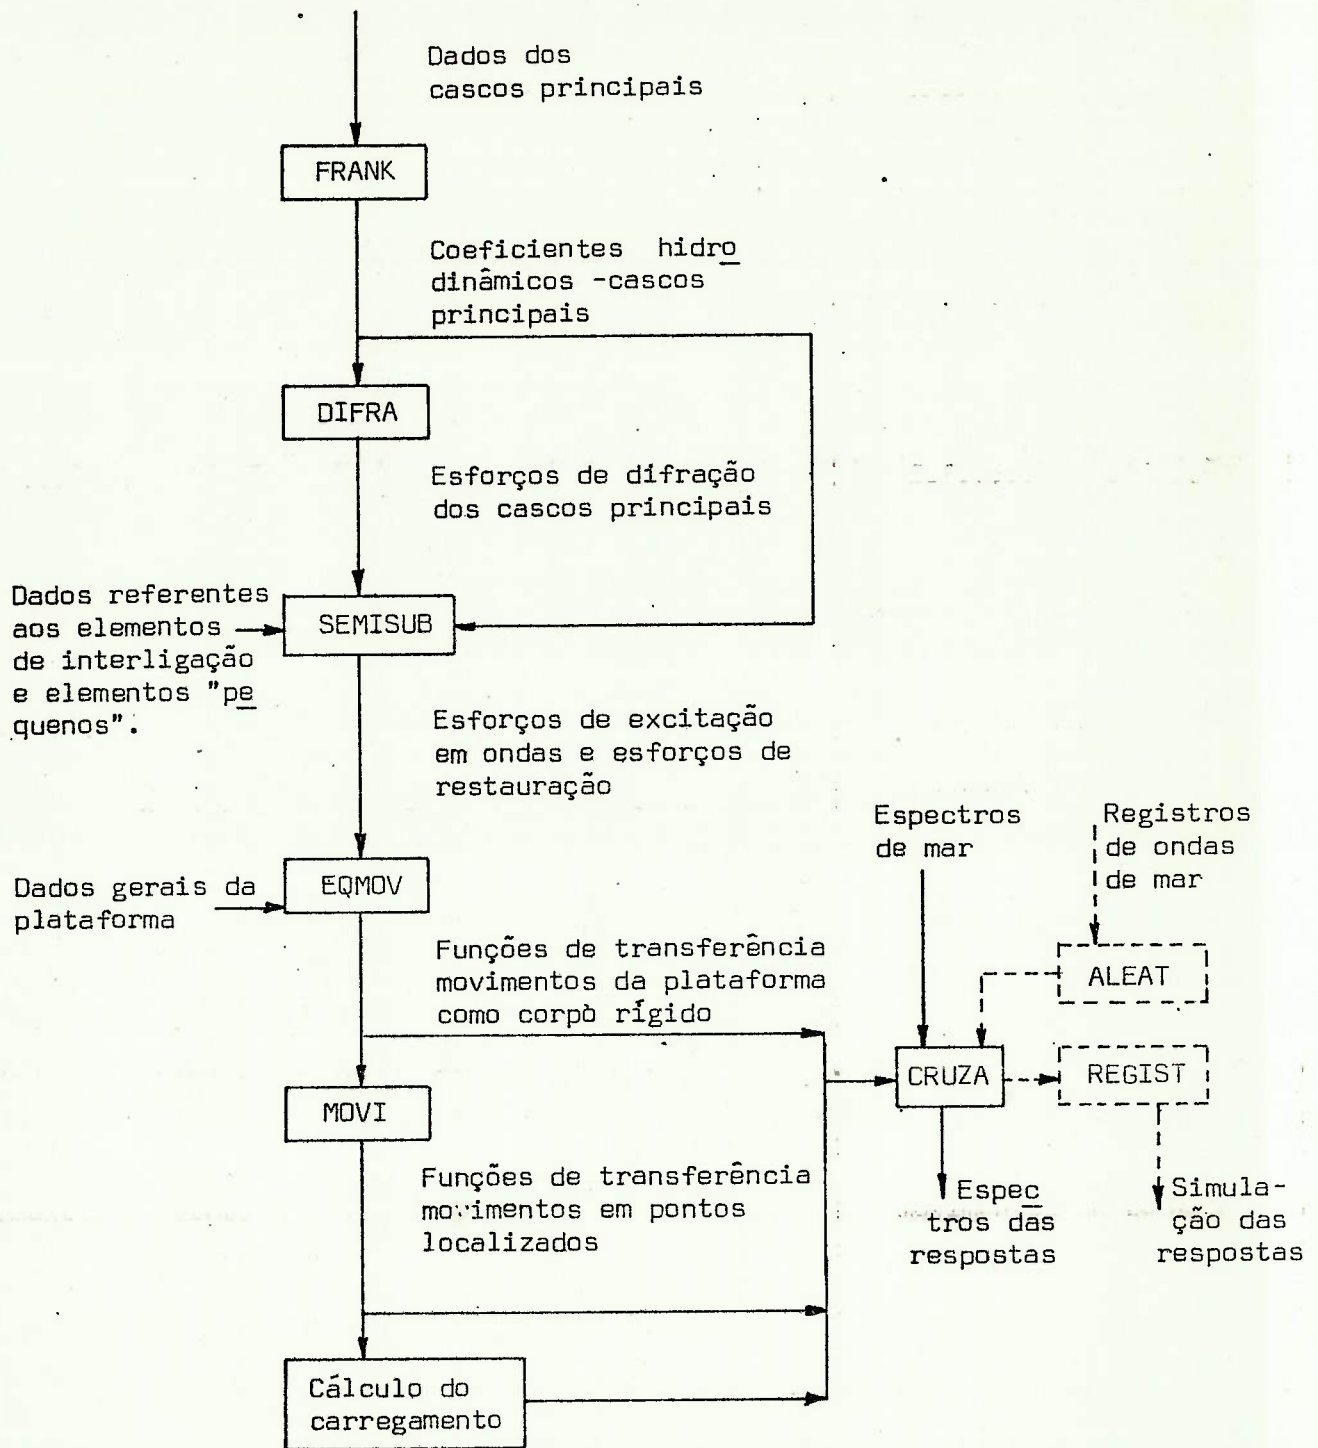 Dados dos
cascos principais
FRANK
Coeficientes hidro
dinâmicos -cascos
principais
DIFRA
Esforços de difração
dos cascos principais
Dados referentes
aos elementos
de interligação
e elementos "pe
quenos".
SEMISUB
Esforços de excitação
em ondas e esforços de
restauração
Dados gerais da
plataforma
EQMOV
Funções de transferência
movimentos da plataforma
como corpo rígido
Espectros
de mar
Registros
de ondas
de mar
ALEAT
CRUZA
REGIST
MOVI
Funções de transferência
movimentos em pontos
localizados
Espec
tros das
respostas
Simula-
ção das
respostas
Cálculo do
carregamento